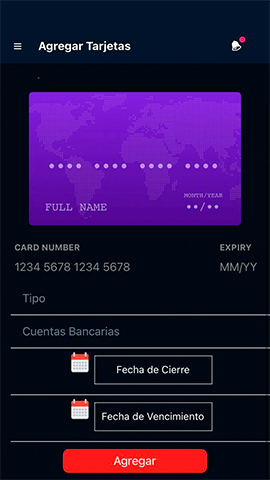 Agregar Tarjetas
•••• •••• •••• ••••
MONTH/YEAR
FULL NAME
••/••
CARD NUMBER EXPIRY
1234 5678 1234 5678 MM/YY
Tipo
Cuentas Bancarias
Fecha de Cierre
Fecha de Vencimiento
Agregar